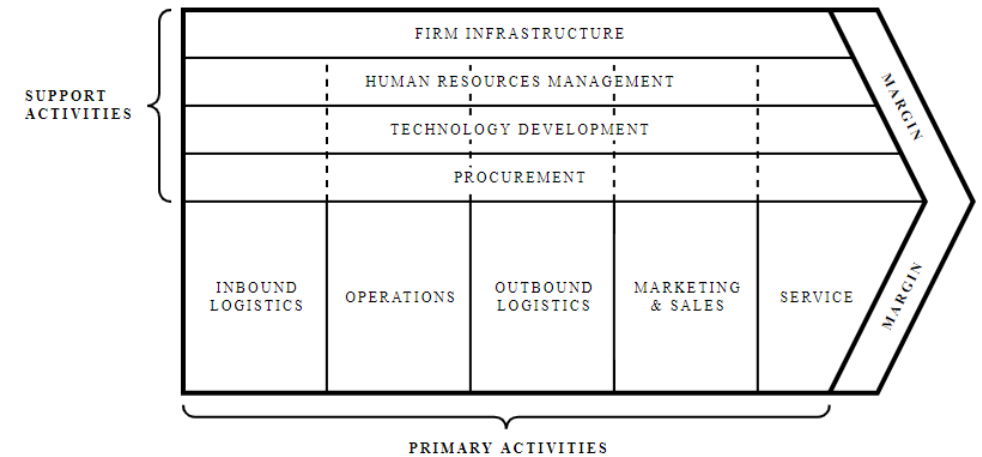 FIRM INFRASTRUCTURE
HUMAN RESOURCES MANAGEMENT
TECHNOLOGY DEVELOPMENT
PROCUREMENT
SUPPORT
ACTIVITIES
MARGIN
INBOUND
LOGISTICS
OPERATIONS
OUTBOUND
LOGISTICS
MARKETING
& SALES
SERVICE
MARGIN
PRIMARY ACTIVITIES